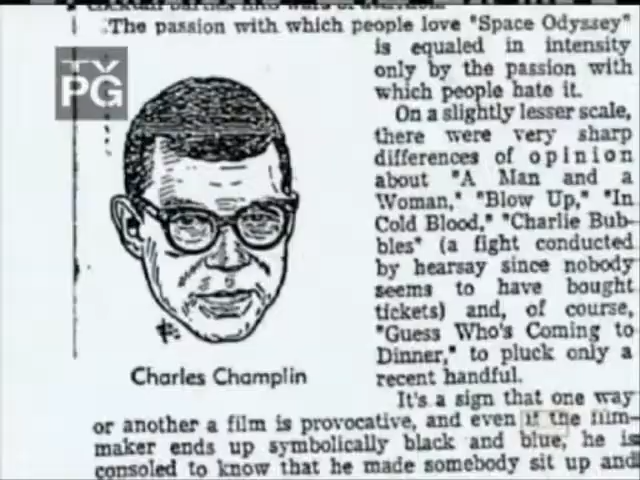 The passion with which people love "Space Odyssey"
is equaled in intensity
only by the passion with
which people hate it.
On a slightly lesser scale,
there were very sharp
differences of opinion
about "A Man and a
Woman," "Blow Up," "In
Cold Blood," "Charlie Bub-
bles" (a fight conducted
by hearsay since nobody
seems to have bought
tickets) and, of course,
"Guess Who's Coming to
Dinner," to pluck only a
recent handful.
It's a sign that one way
or another a film is provocative, and even if the film-
maker ends up symbolically black and blue, he is
consoled to know that he made somebody sit up and
TV
PG
Charles Champlin